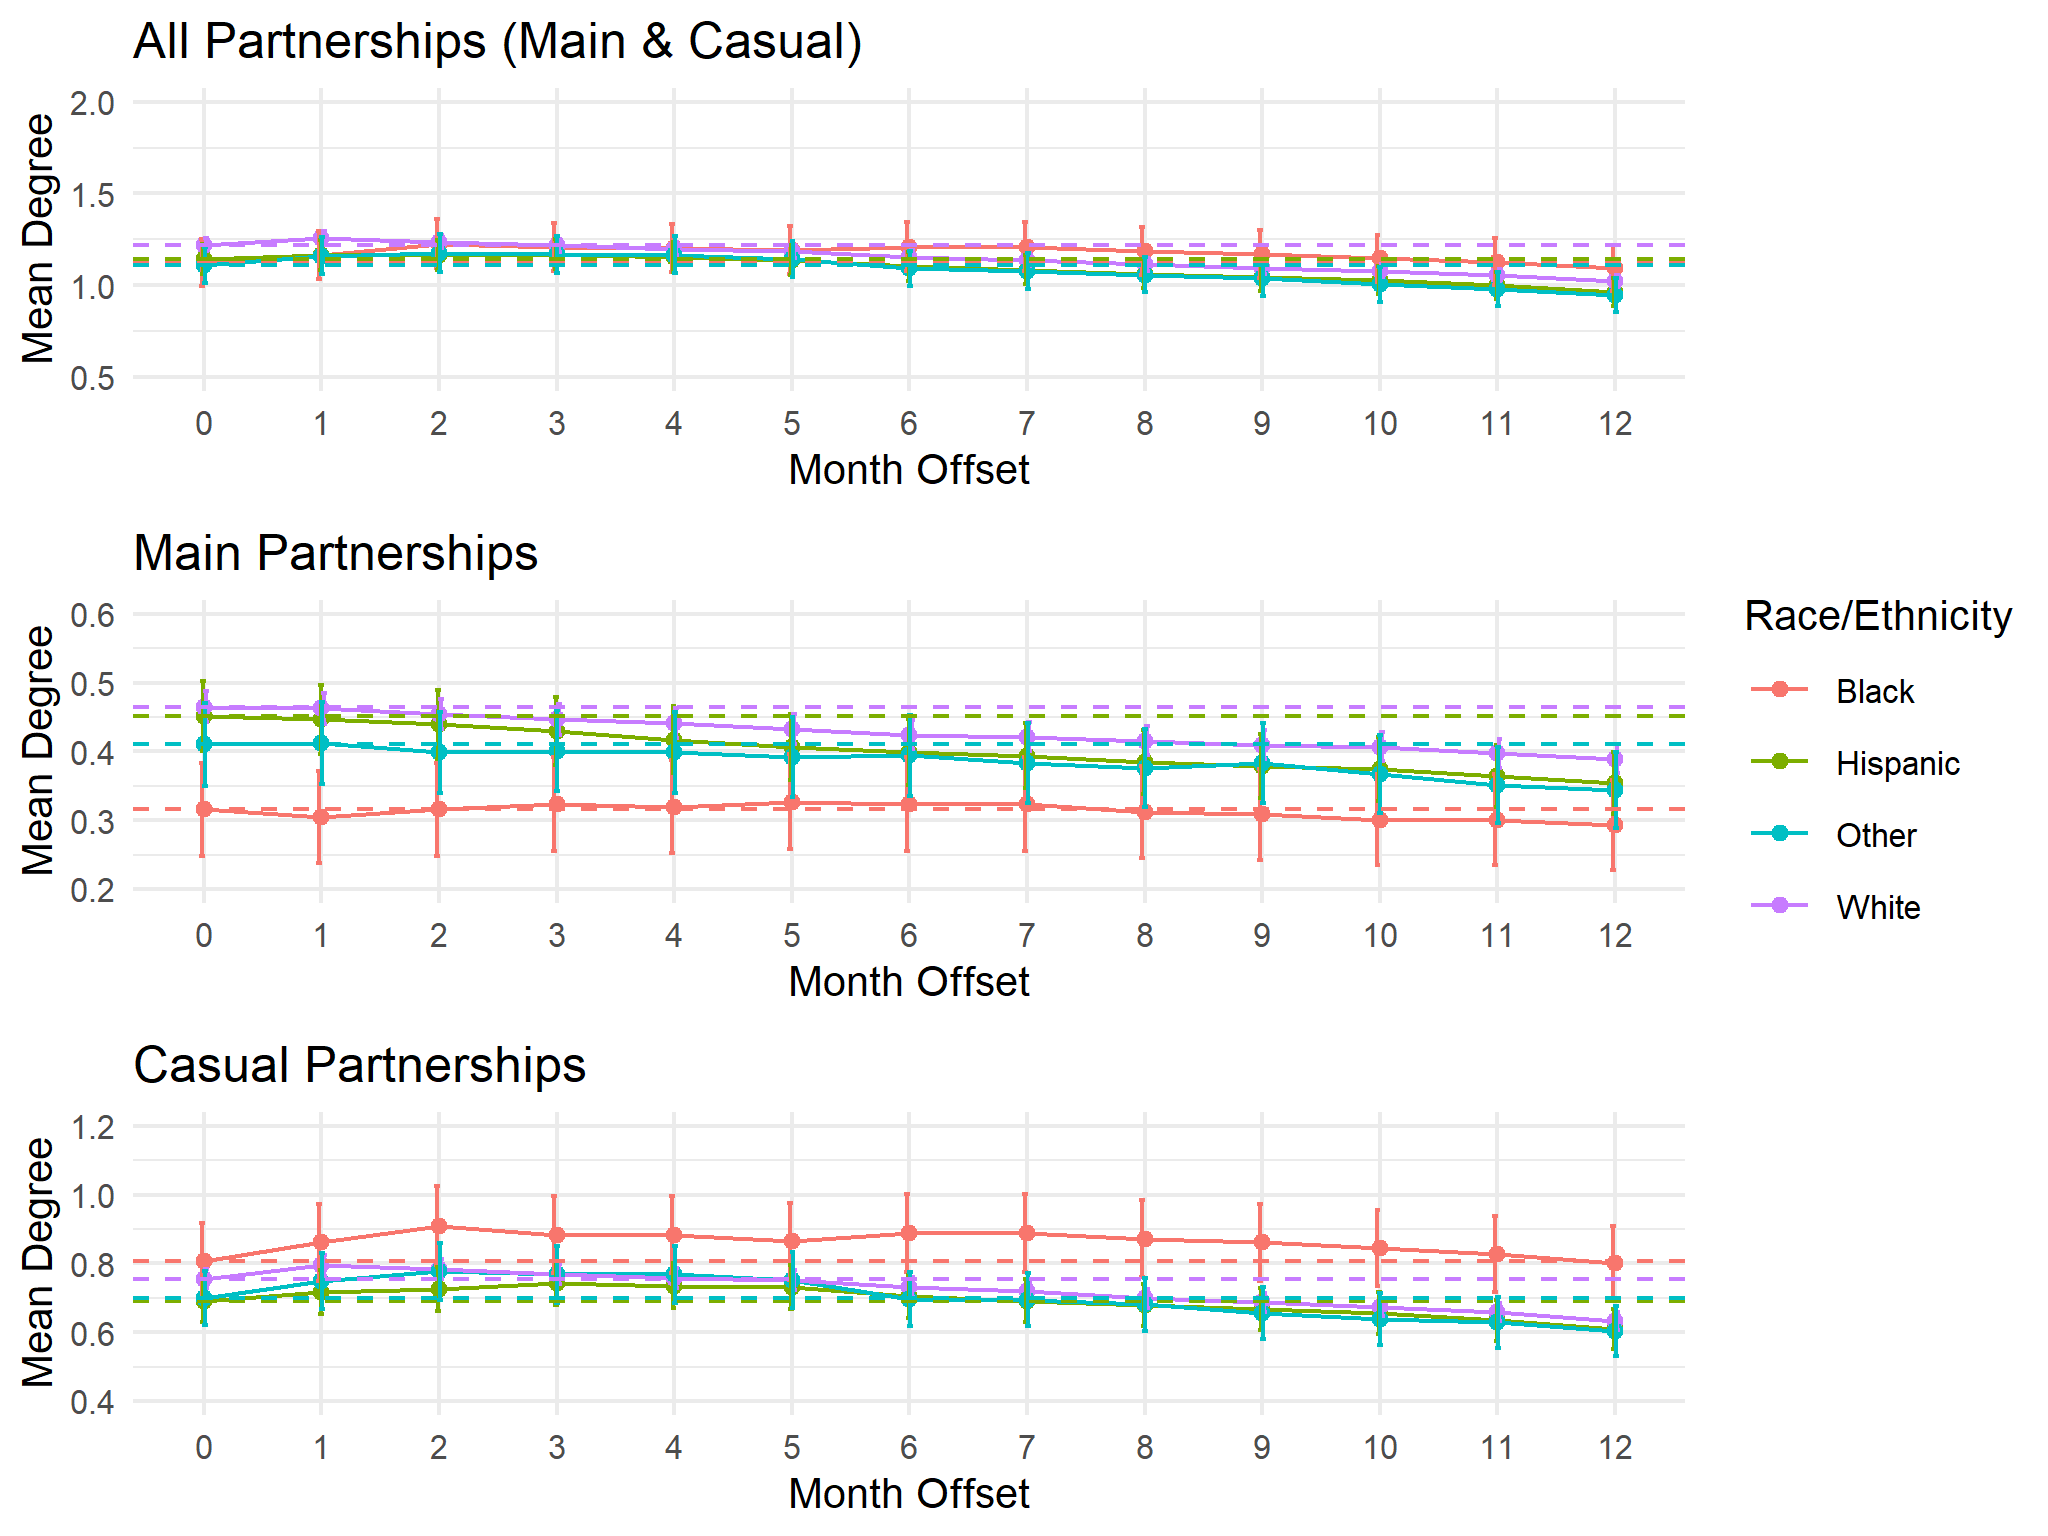 All Partnerships (Main & Casual)
Mean Degree
2.0
1.5
1.0
0.5
0 1 2 3 4 5 6 7 8 9 10 11 12
Month Offset
Main Partnerships
Mean Degree
0.6
0.5
0.4
0.3
0.2
0 1 2 3 4 5 6 7 8 9 10 11 12
Month Offset
Race/Ethnicity
Black
Hispanic
Other
White
Casual Partnerships
Mean Degree
1.2
1.0
0.8
0.6
0.4
0 1 2 3 4 5 6 7 8 9 10 11 12
Month Offset